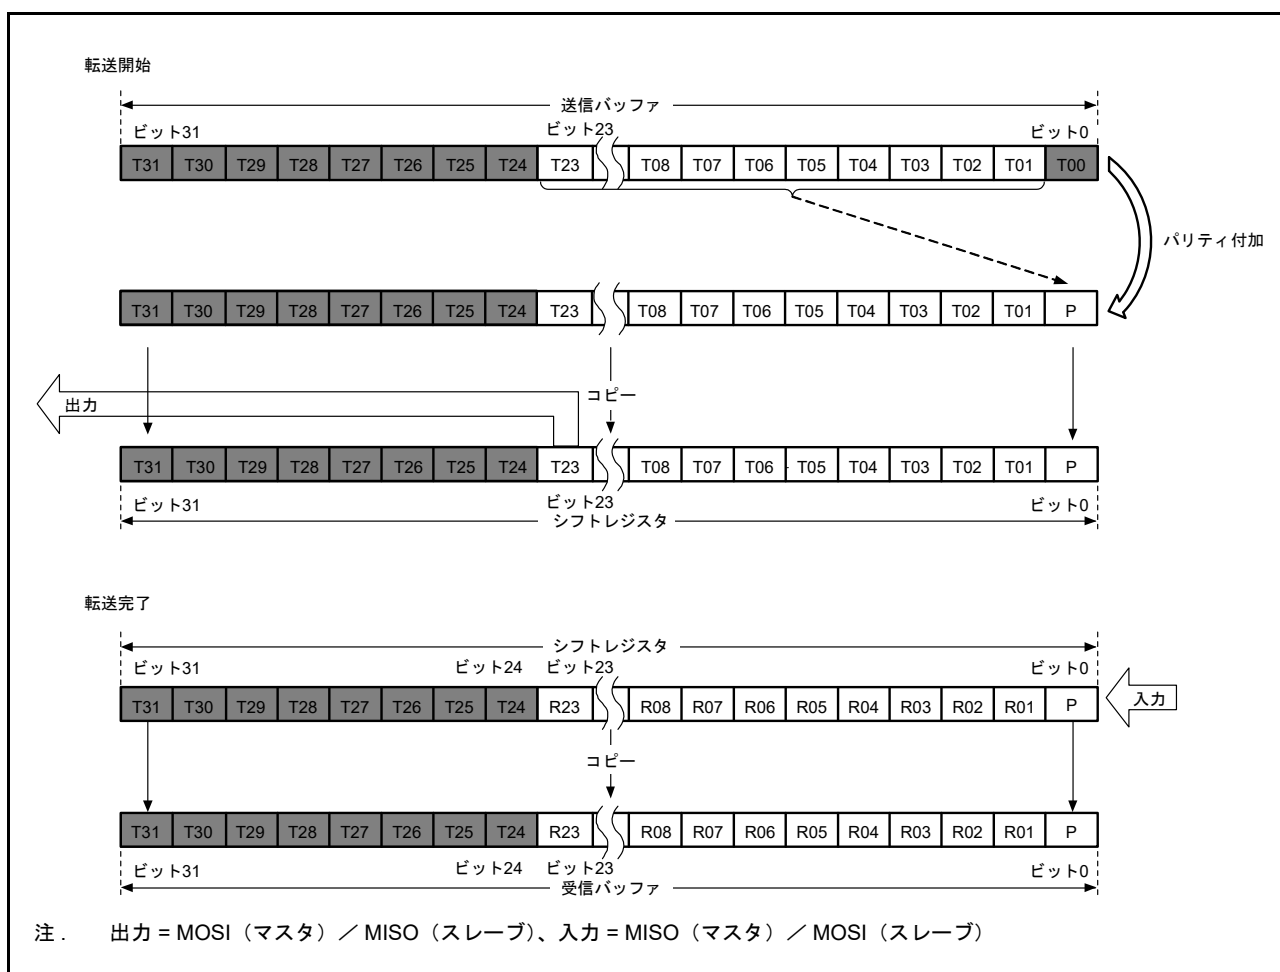 転送開始
送信バッファ
ビット31 ビット23 ビット0
T31 T30 T29 T28 T27 T26 T25 T24 T23 T08 T07 T06 T05 T04 T03 T02 T01 T00
パリティ付加
T31 T30 T29 T28 T27 T26 T25 T24 T23 T08 T07 T06 T05 T04 T03 T02 T01 P
コピー
出力
T31 T30 T29 T28 T27 T26 T25 T24 T23 T08 T07 T06 T05 T04 T03 T02 T01 P
ビット31 ビット23 ビット0
シフトレジスタ
転送完了
シフトレジスタ
ビット31 ビット24 ビット23 ビット0
T31 T30 T29 T28 T27 T26 T25 T24 R23 R08 R07 R06 R05 R04 R03 R02 R01 P
入力
コピー
T31 T30 T29 T28 T27 T26 T25 T24 R23 R08 R07 R06 R05 R04 R03 R02 R01 P
ビット31 ビット24 ビット23 ビット0
受信バッファ
注． 出力 = MOSI（マスタ）／ MISO（スレーブ）、入力 = MISO（マスタ）／ MOSI（スレーブ）